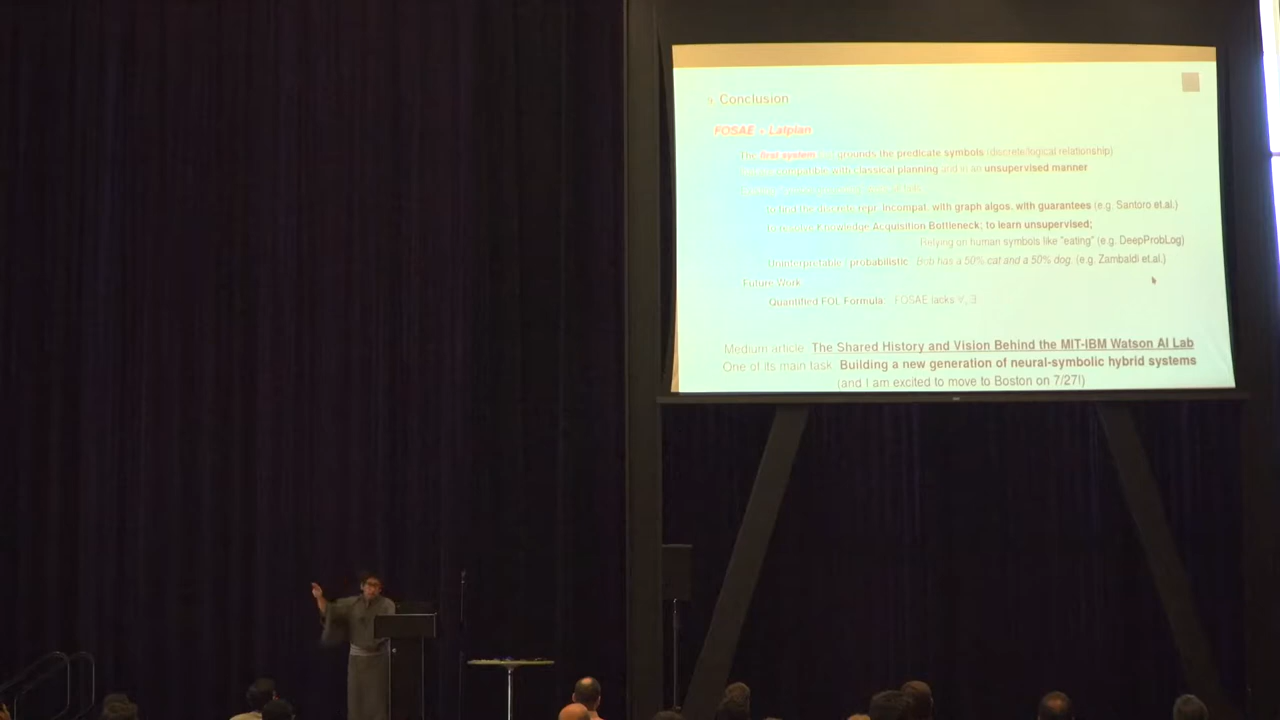 9 Conclusion
FOSAE + Latplan
The first system that grounds the predicate symbols (discrete/logical relationship)
compatible with classical planning and in an unsupervised manner
to find the discrete repr. Incompat. with graph algos, with guarantees (e.g. Santoro et.al.)
to resolve Knowledge Acquisition Bottleneck; to learn unsupervised;
Relying on human symbols like "eating" (e.g. DeepProbLog)
Uninterpretable probabilistic Bob has a 50% cat and a 50% dog. (e.g. Zambaldi et.al.)
Future Work
Quantified FOL Formula: FOSAE lacks ∀, ∃
Medium article The Shared History and Vision Behind the MIT-IBM Watson AI Lab
One of its main task Building a new generation of neural-symbolic hybrid systems
(and I am excited to move to Boston on 7/27!)